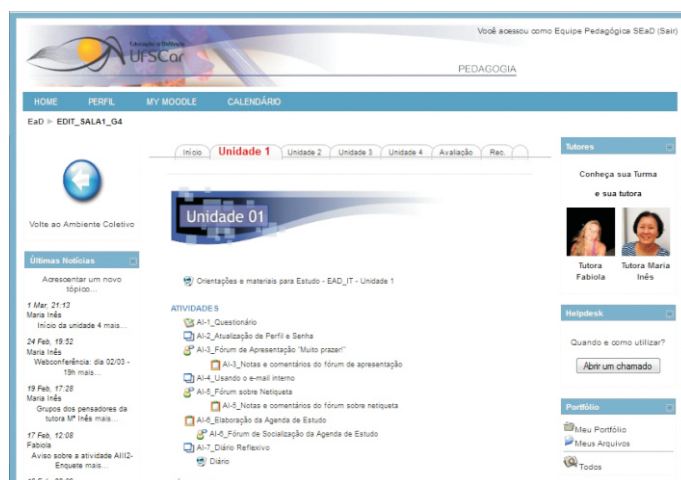 Você acessou como Equipe Pedagógica SEaD (Sair)
Educação a Distância
UFSCar
PEDAGOGIA
HOME PERFIL MY MOODLE CALENDÁRIO
EaD ► EDIT_SALA1_G4
Volte ao Ambiente Coletivo
Últimas Notícias
Acrescentar um novo
tópico...
1 Mar, 21:13
Maria Inês
Início da unidade 4 mais...
24 Feb, 19:52
Maria Inês
Webconferência: dia 02/03 -
19h mais...
19 Feb, 17:28
Maria Inês
Grupos dos pensadores da
tutora Mª Inês mais...
17 Feb, 12:08
Fabiola
Aviso sobre a atividade AIII2-
Enquete mais...
Início Unidade 1 Unidade 2 Unidade 3 Unidade 4 Avaliação Rec.
Unidade 01
Orientações e materiais para Estudo - EAD_IT - Unidade 1
ATIVIDADES
AI-1_Questionário
AI-2_Atualização de Perfil e Senha
AI-3_Fórum de Apresentação "Muito prazer!"
AI-3_Notas e comentários do fórum de apresentação
AI-4_Usando o e-mail interno
AI-5_Fórum sobre Netiqueta
AI-5_Notas e comentários do fórum sobre netiqueta
AI-6_Elaboração da Agenda de Estudo
AI-6_Fórum de Socialização da Agenda de Estudo
AI-7_Diário Reflexivo
Diário
Tutores
Conheça sua Turma
e sua tutora
Tutora Fabiola
Tutora Maria Inês
Helpdesk
Quando e como utilizar?
Abrir um chamado
Portfólio
Meu Portfólio
Meus Arquivos
Todos